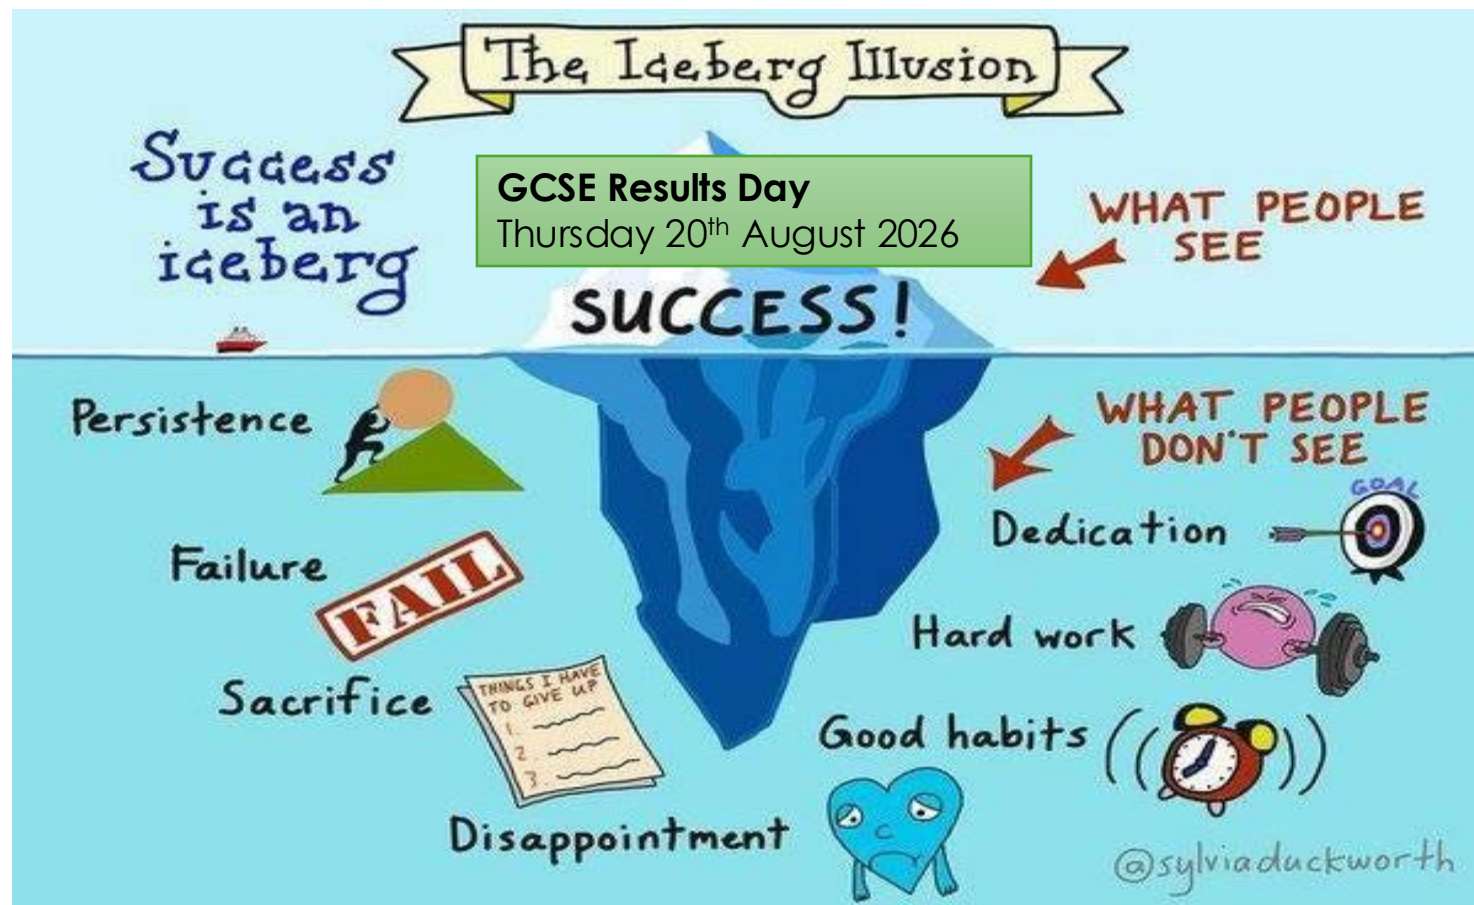 The Iceberg Illusion
Success
is an
iceberg
GCSE Results Day
Thursday 20th August 2026
WHAT PEOPLE
SEE
SUCCESS!
Persistence
WHAT PEOPLE
DON'T SEE
GOAL
Dedication
Failure
FAIL
Hard work
Sacrifice
THINGS I HAVE
TO GIVE UP
1.
2.
3.
Good habits
Disappointment
@sylviaduckworth